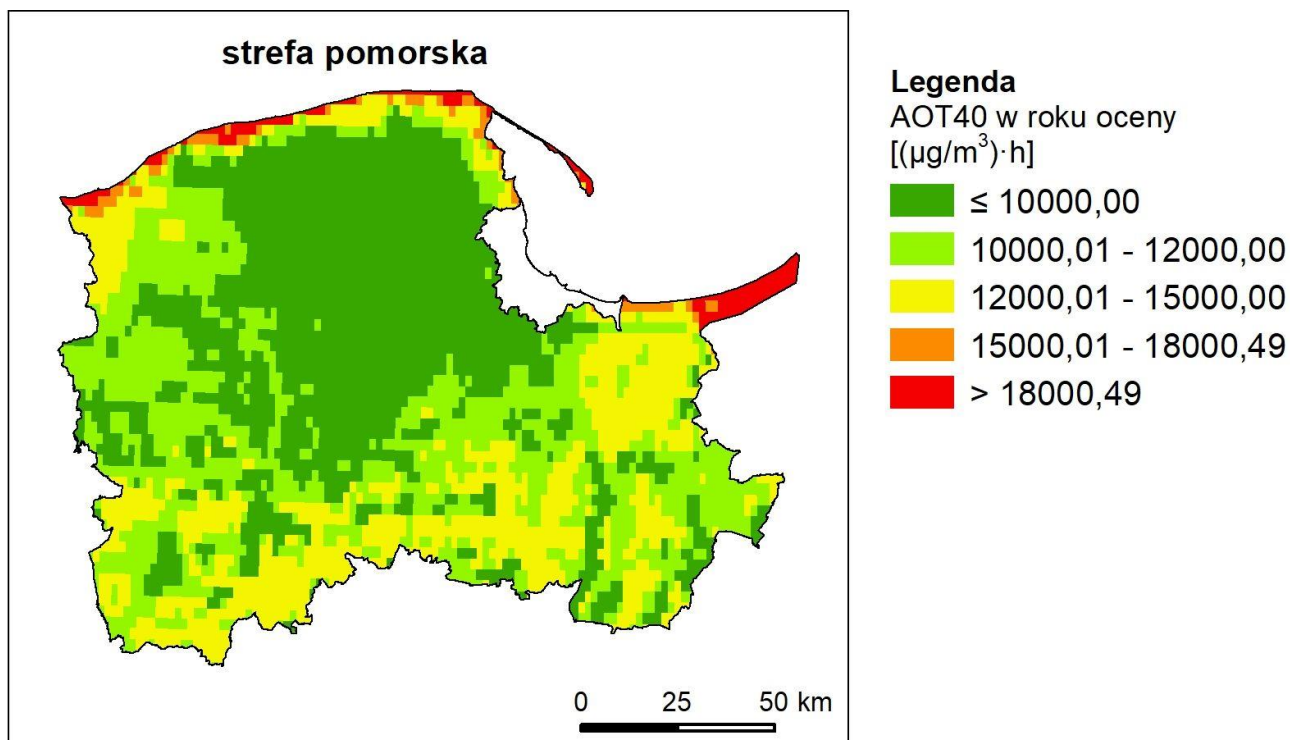 strefa pomorska
Legenda
AOT40 w roku oceny
[(µg/m³)·h]
≤ 10000,00
10000,01 - 12000,00
12000,01 - 15000,00
15000,01 - 18000,49
> 18000,49
0 25 50 km